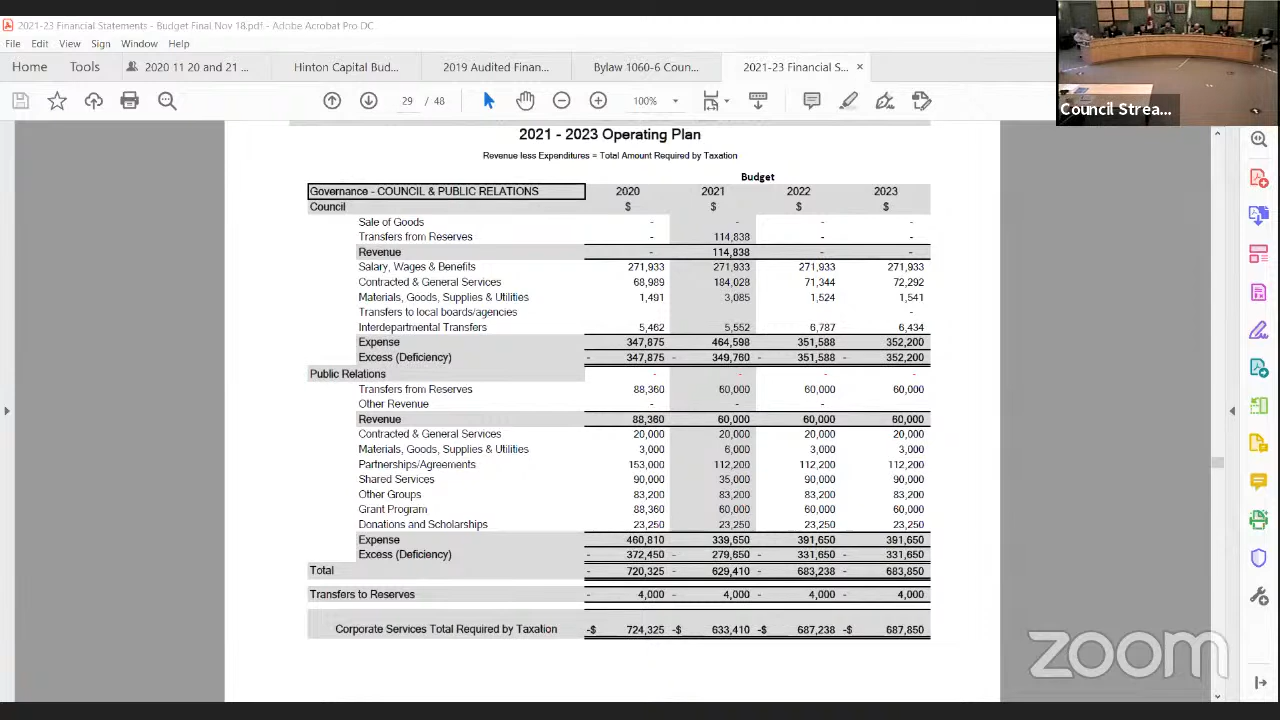 2021-23 Financial Statements - Budget Final Nov 18.pdf - Adobe Acrobat Pro DC
File Edit View Sign Window Help
Home Tools 2020 11 20 and 21 ... Hinton Capital Bud... 2019 Audited Finan... Bylaw 1060-6 Coun... 2021-23 Financial S... ×
29 / 48 100%
Council Strea...
2021 - 2023 Operating Plan
Revenue less Expenditures = Total Amount Required by Taxation
Budget
Governance - COUNCIL & PUBLIC RELATIONS 2020 2021 2022 2023
Council $ $ $ $
Sale of Goods - - - -
Transfers from Reserves - 114,838 - -
Revenue - 114,838 - -
Salary, Wages & Benefits 271,933 271,933 271,933 271,933
Contracted & General Services 68,989 184,028 71,344 72,292
Materials, Goods, Supplies & Utilities 1,491 3,085 1,524 1,541
Transfers to local boards/agencies -
Interdepartmental Transfers 5,462 5,552 6,787 6,434
Expense 347,875 464,598 351,588 352,200
Excess (Deficiency) - 347,875 - 349,760 - 351,588 - 352,200
Public Relations - - - -
Transfers from Reserves 88,360 60,000 60,000 60,000
Other Revenue - - -
Revenue 88,360 60,000 60,000 60,000
Contracted & General Services 20,000 20,000 20,000 20,000
Materials, Goods, Supplies & Utilities 3,000 6,000 3,000 3,000
Partnerships/Agreements 153,000 112,200 112,200 112,200
Shared Services 90,000 35,000 90,000 90,000
Other Groups 83,200 83,200 83,200 83,200
Grant Program 88,360 60,000 60,000 60,000
Donations and Scholarships 23,250 23,250 23,250 23,250
Expense 460,810 339,650 391,650 391,650
Excess (Deficiency) - 372,450 - 279,650 - 331,650 - 331,650
Total - 720,325 - 629,410 - 683,238 - 683,850
Transfers to Reserves - 4,000 - 4,000 - 4,000 - 4,000
Corporate Services Total Required by Taxation -$ 724,325 -$ 633,410 -$ 687,238 -$ 687,850
zoom